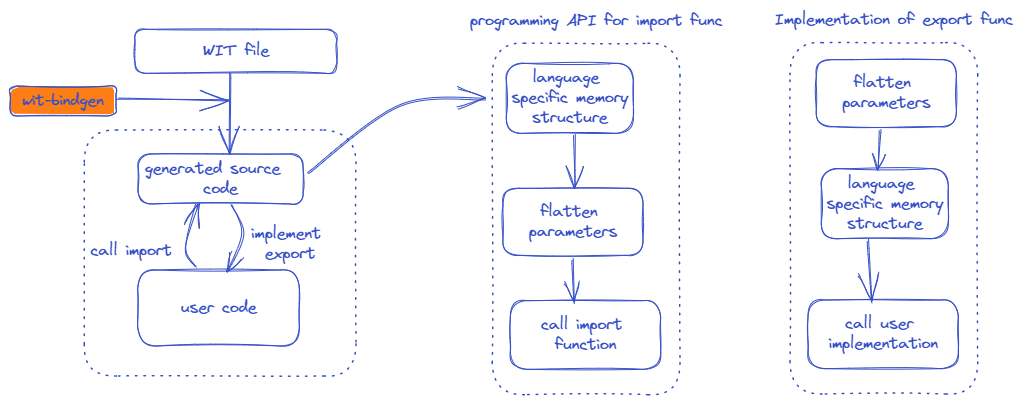 programming API for import func
Implementation of export func
WIT file
wit-bindgen
generated source
code
call import
implement
export
user code
language
specific memory
structure
flatten
parameters
call import
function
flatten
parameters
language
specific memory
structure
call user
implementation